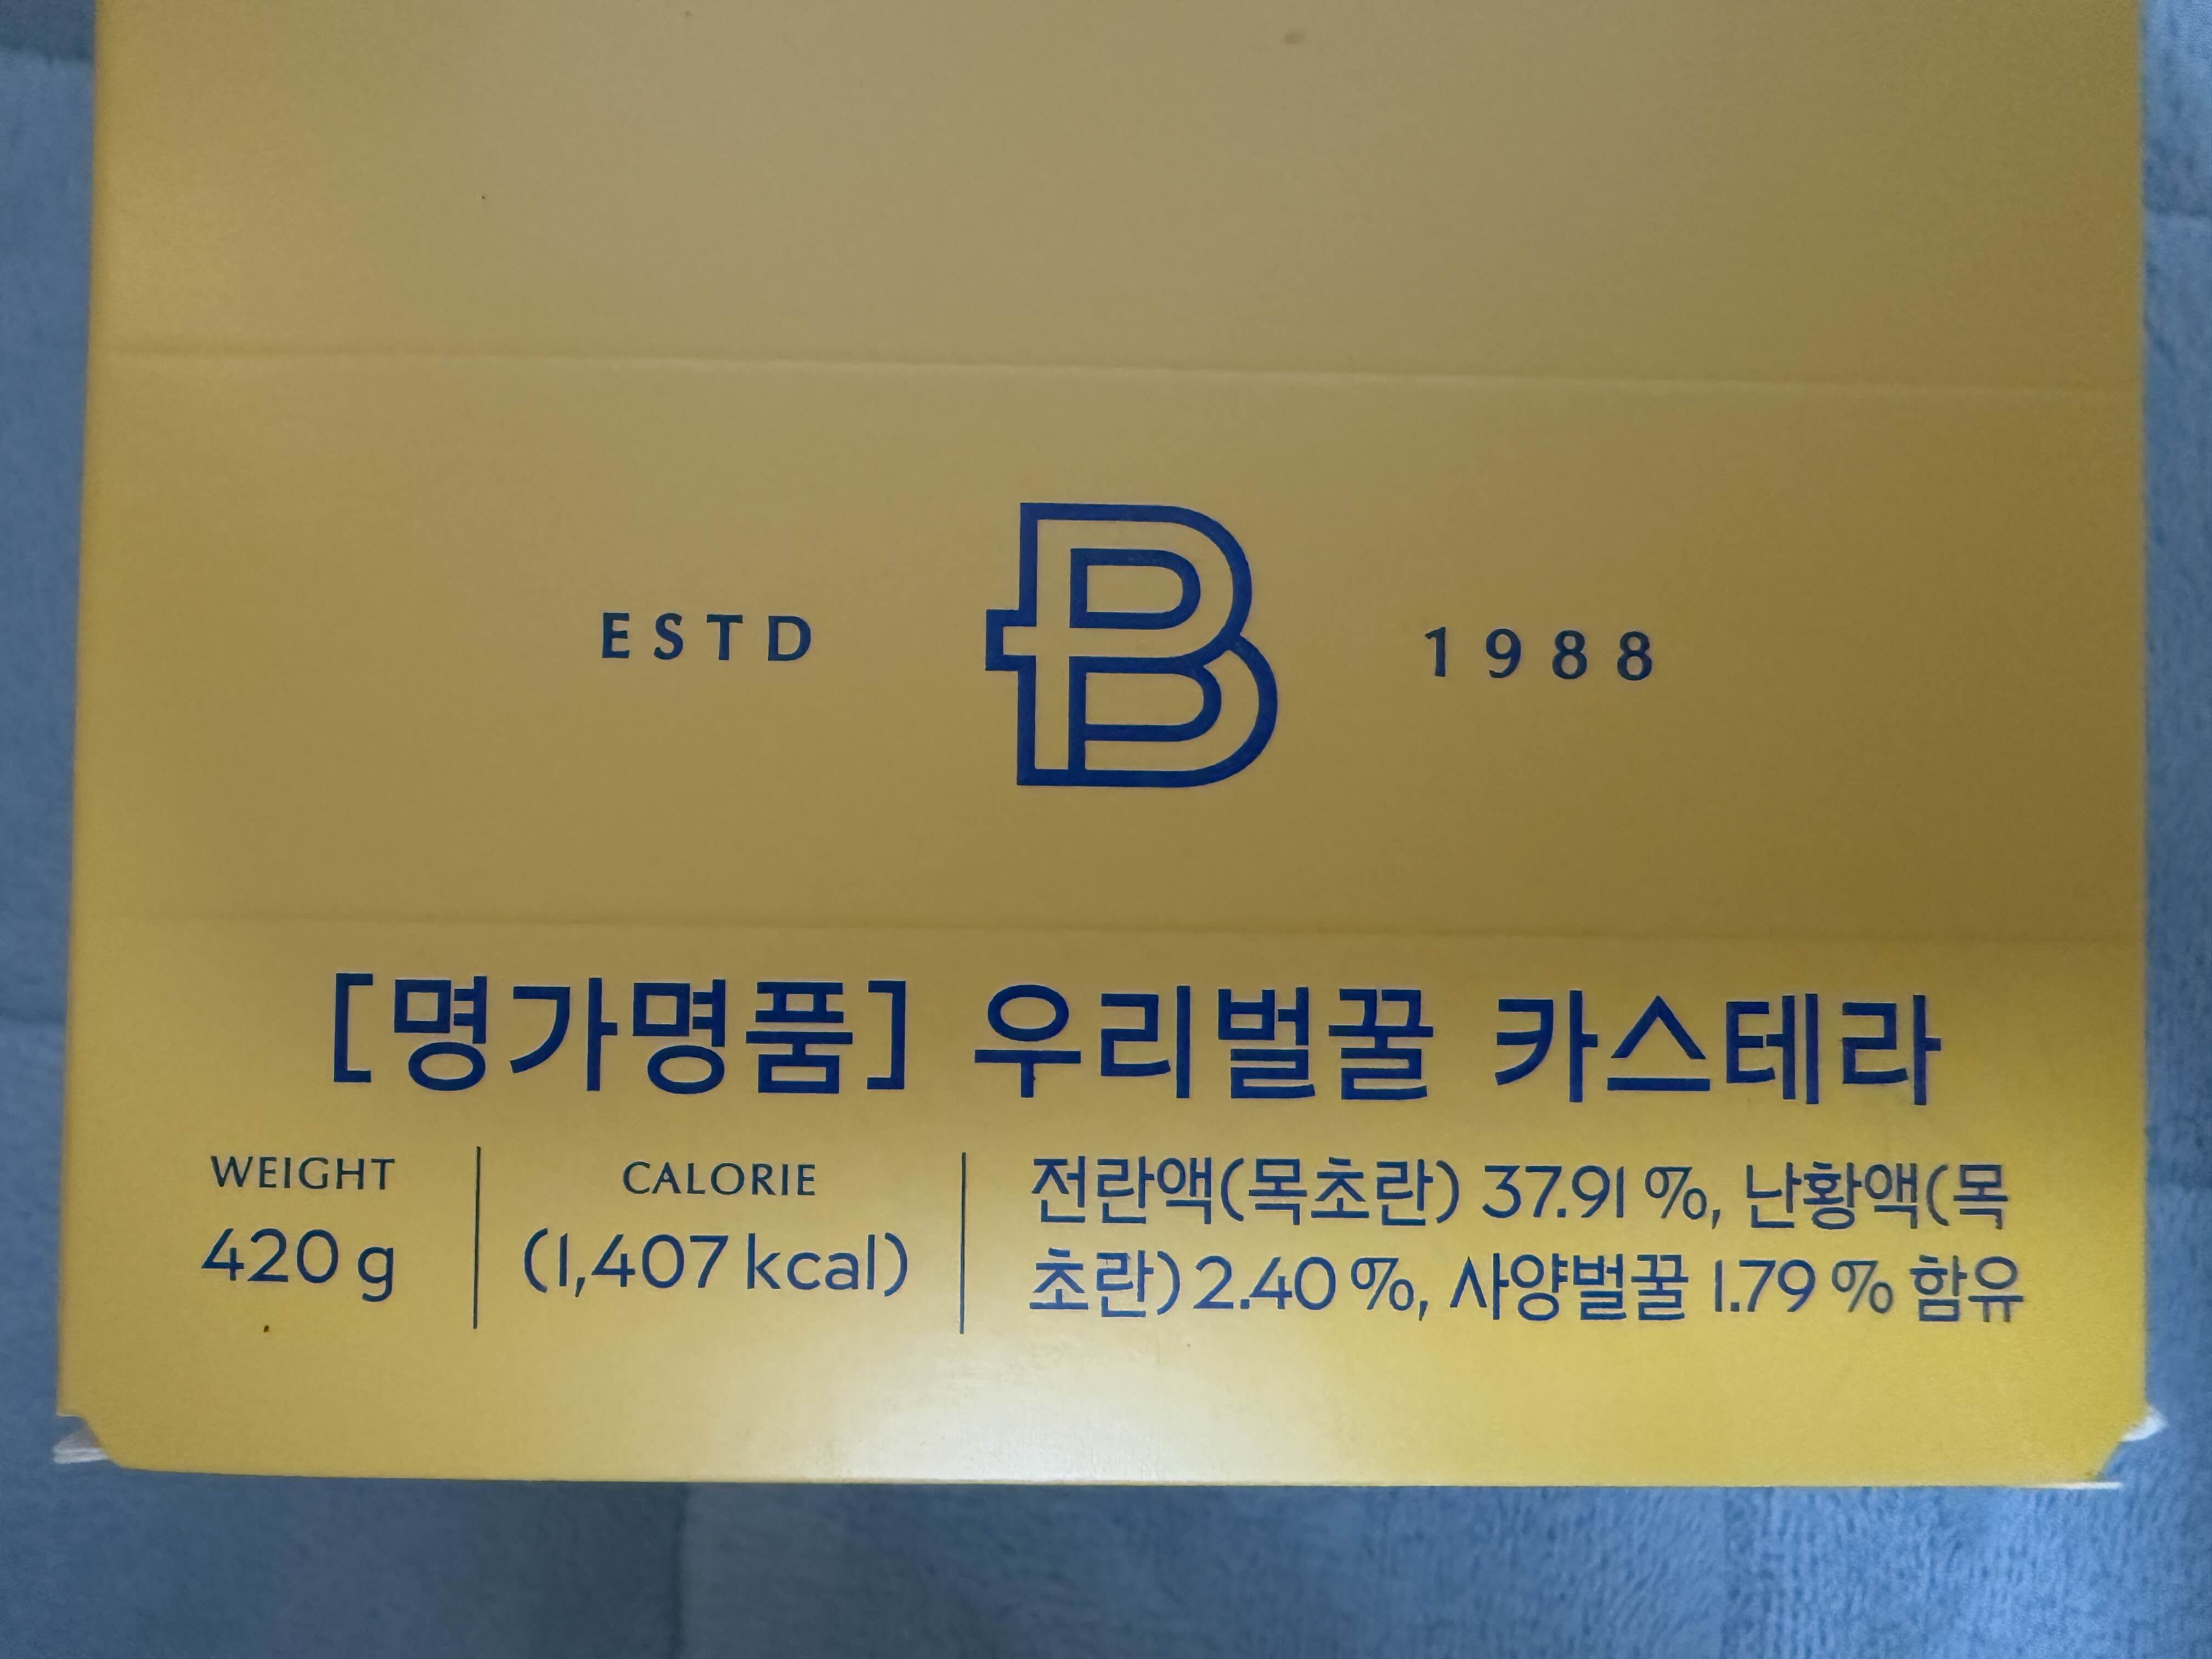 ESTD B 1988
[명가명품] 우리벌꿀 카스테라
WEIGHT
420 g
CALORIE
(1,407 kcal)
전란액(목초란) 37.91 %, 난황액(목
초란) 2.40 %, 사양벌꿀 1.79 % 함유